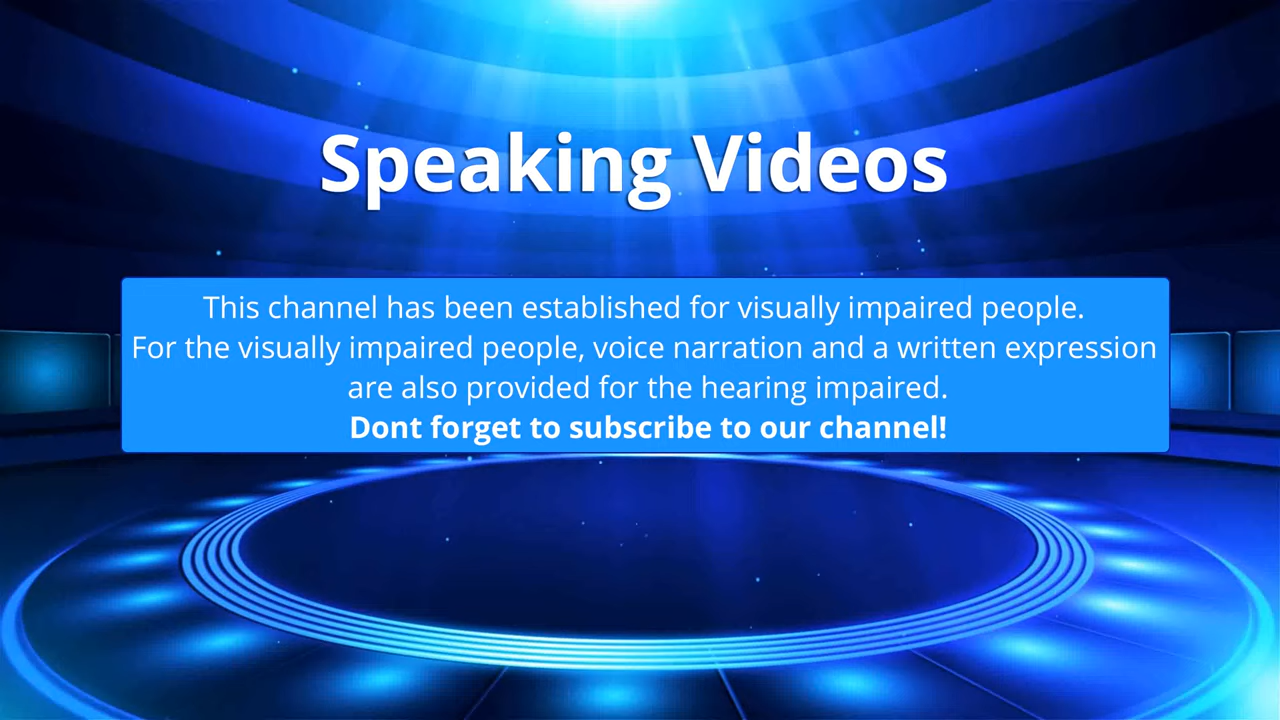 Speaking Videos
This channel has been established for visually impaired people.
For the visually impaired people, voice narration and a written expression
are also provided for the hearing impaired.
Dont forget to subscribe to our channel!